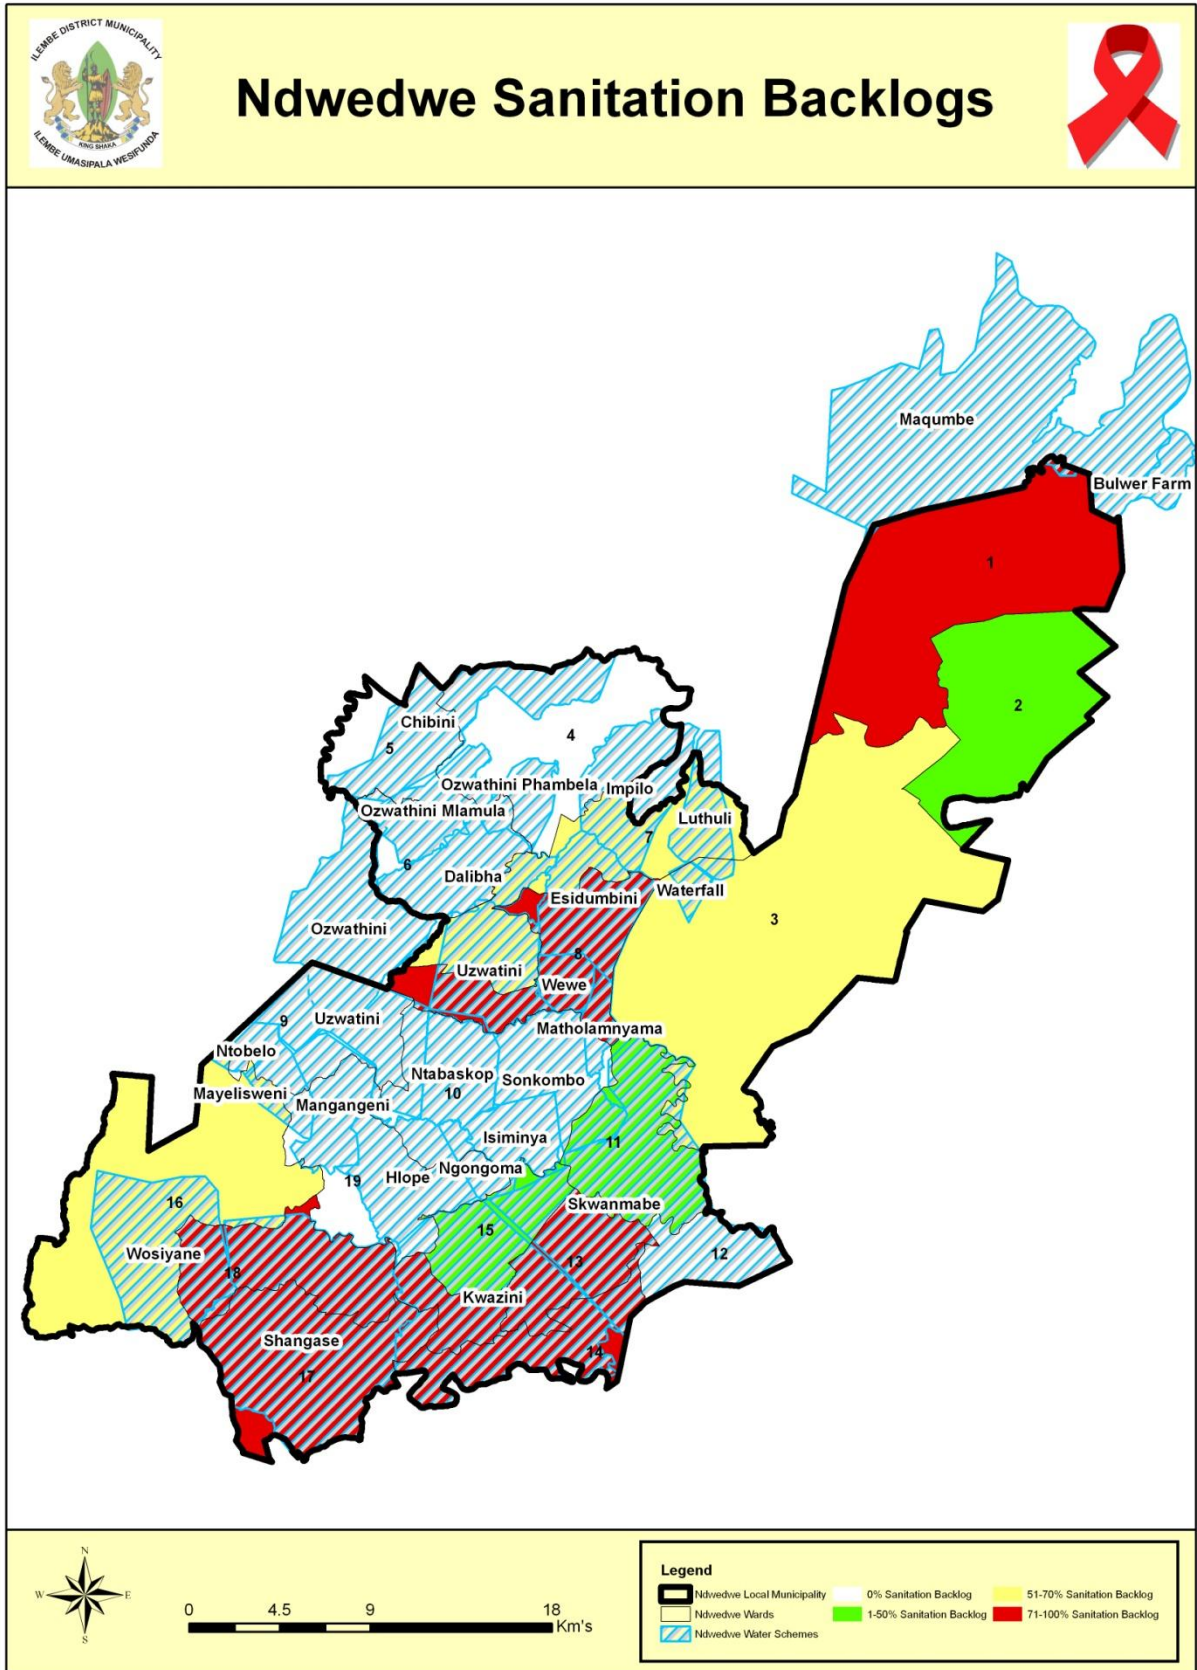 ILEMBE DISTRICT MUNICIPALITY
KING SHAKA
ILEMBE UMASIPALA WESIFUNDA
Ndwedwe Sanitation Backlogs
Maqumbe
Bulwer Farm
1
2
Chibini
4
5
Ozwathini Phambela
Impilo
Ozwathini Mlamula
Luthuli
7
6
Dalibha
Waterfall
Esidumbini
3
Ozwathini
8
Uzwatini
Wewe
9
Uzwatini
Matholamnyama
Ntobelo
Ntabaskop
Sonkombo
Mayelisweni
10
Mangangeni
Isiminya
11
Ngongoma
Hlope
19
16
Skwanmabe
15
Wosiyane
12
13
18
Kwazini
Shangase
14
17
N
W
E
S
0
4.5
9
18
Km's
Legend
Ndwedwe Local Municipality
0% Sanitation Backlog
51-70% Sanitation Backlog
Ndwedwe Wards
1-50% Sanitation Backlog
71-100% Sanitation Backlog
Ndwedwe Water Schemes